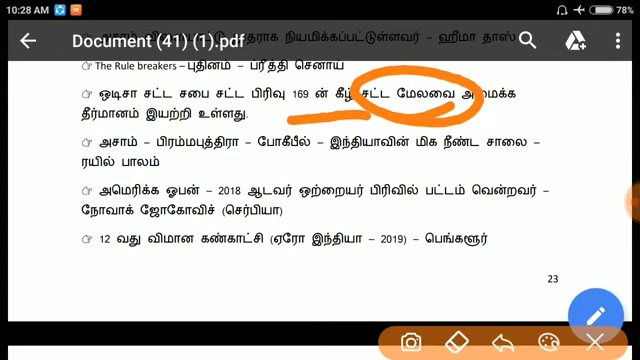 10:28 AM 78%
Document (41) (1).pdf
நியமிக்கப்பட்டுள்ளவர் – ஹீமா தாஸ்
☞ The Rule breakers – புதினம் – ப்ரீத்தி செனாய்
☞ ஒடிசா சட்ட சபை சட்ட பிரிவு 169 ன் கீழ் சட்ட மேலவை அமைக்க
தீர்மானம் இயற்றி உள்ளது.
☞ அசாம் – பிரம்மபுத்திரா – போகீபீல் – இந்தியாவின் மிக நீண்ட சாலை –
ரயில் பாலம்
☞ அமெரிக்க ஓபன் – 2018 ஆடவர் ஒற்றையர் பிரிவில் பட்டம் வென்றவர் –
நோவாக் ஜோகோவிச் (செர்பியா)
☞ 12 வது விமான கண்காட்சி (ஏரோ இந்தியா – 2019) – பெங்களூர்
23